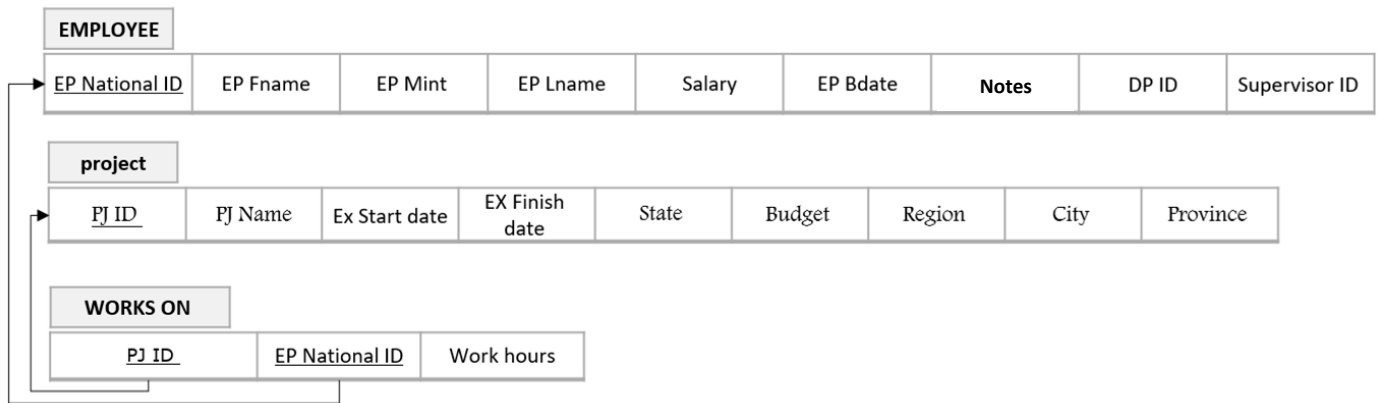 EMPLOYEE
EP National ID EP Fname EP Mint EP Lname Salary EP Bdate Notes DP ID Supervisor ID
project
PJ ID PJ Name Ex Start date EX Finish date State Budget Region City Province
WORKS ON
PJ ID EP National ID Work hours